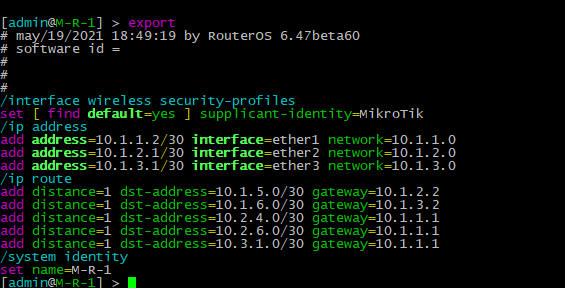 [admin@M-R-1] > export
# may/19/2021 18:49:19 by RouterOS 6.47beta60
# software id =
#
#
#
/interface wireless security-profiles
set [ find default=yes ] supplicant-identity=MikroTik
/ip address
add address=10.1.1.2/30 interface=ether1 network=10.1.1.0
add address=10.1.2.1/30 interface=ether2 network=10.1.2.0
add address=10.1.3.1/30 interface=ether3 network=10.1.3.0
/ip route
add distance=1 dst-address=10.1.5.0/30 gateway=10.1.2.2
add distance=1 dst-address=10.1.6.0/30 gateway=10.1.3.2
add distance=1 dst-address=10.2.4.0/30 gateway=10.1.1.1
add distance=1 dst-address=10.2.6.0/30 gateway=10.1.1.1
add distance=1 dst-address=10.3.1.0/30 gateway=10.1.1.1
/system identity
set name=M-R-1
[admin@M-R-1] >